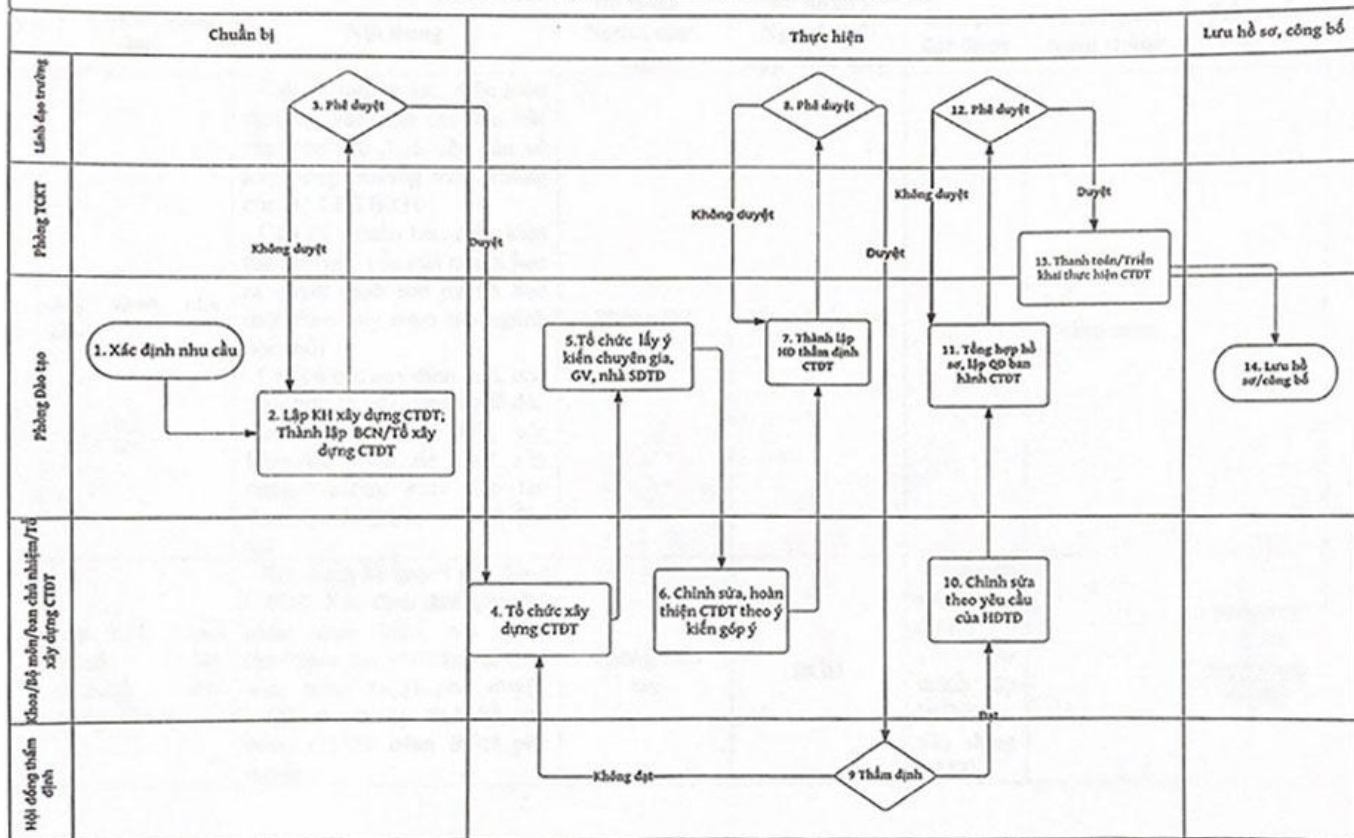 Chuẩn bị
Thực hiện
Lưu hồ sơ, công bố
Lãnh đạo trường
Phòng TCKT
Phòng Đào tạo
Khoa/Bộ môn/ban chủ nhiệm/Tổ
xây dựng CTĐT
Hội đồng thẩm
định
1. Xác định nhu cầu
2. Lập KH xây dựng CTĐT;
Thành lập BCN/Tổ xây
dựng CTĐT
3. Phê duyệt
Không duyệt
Duyệt
4. Tổ chức xây
dựng CTĐT
5.Tổ chức lấy ý
kiến chuyên gia,
GV, nhà SDTD
6. Chỉnh sửa, hoàn
thiện CTĐT theo ý
kiến góp ý
7. Thành lập
HĐ thẩm định
CTĐT
8. Phê duyệt
Không duyệt
Duyệt
9 Thẩm định
Không đạt
Đạt
10. Chỉnh sửa
theo yêu cầu
của HĐTĐ
11. Tổng hợp hồ
sơ, lập QĐ ban
hành CTĐT
12. Phê duyệt
Không duyệt
Duyệt
13. Thanh toán/Triển
khai thực hiện CTĐT
14. Lưu hồ
sơ/công bố